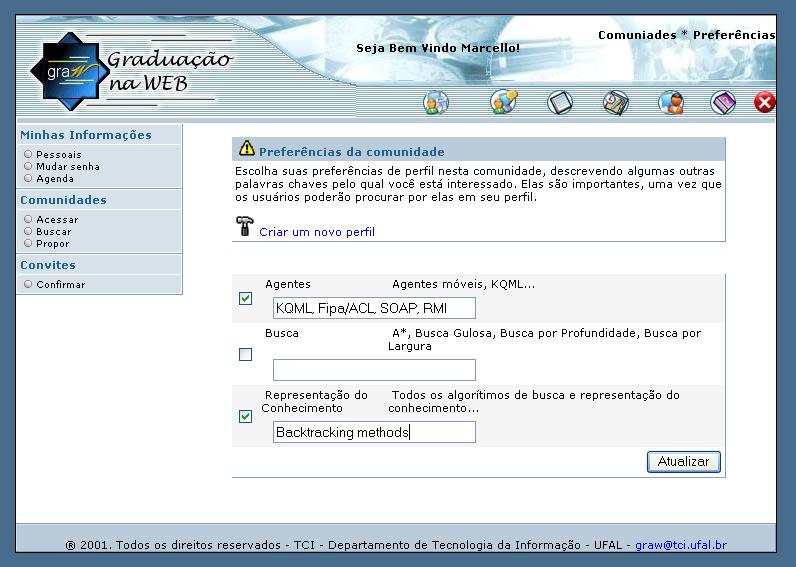 graw
Graduação
na WEB
Seja Bem Vindo Marcello!
Comuniades * Preferências
Minhas Informações
Pessoais
Mudar senha
Agenda
Comunidades
Acessar
Buscar
Propor
Convites
Confirmar
Preferências da comunidade
Escolha suas preferências de perfil nesta comunidade, descrevendo algumas outras
palavras chaves pelo qual você está interessado. Elas são importantes, uma vez que
os usuários poderão procurar por elas em seu perfil.
Criar um novo perfil
Agentes Agentes móveis, KQML...
KQML, Fipa/ACL, SOAP, RMI
Busca A*, Busca Gulosa, Busca por Profundidade, Busca por
Largura
Representação do Todos os algorítimos de busca e representação do
Conhecimento conhecimento...
Backtracking methods
Atualizar
® 2001. Todos os direitos reservados - TCI - Departamento de Tecnologia da Informação - UFAL - graw@tci.ufal.br